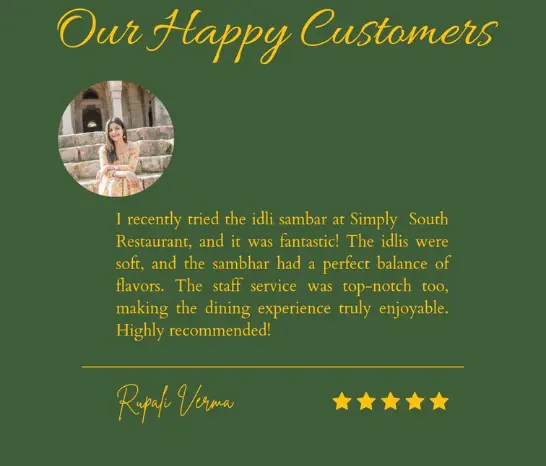 Our Happy Customers
I recently tried the idli sambar at Simply South
Restaurant, and it was fantastic! The idlis were
soft, and the sambhar had a perfect balance of
flavors. The staff service was top-notch too,
making the dining experience truly enjoyable.
Highly recommended!
Rupali Verma